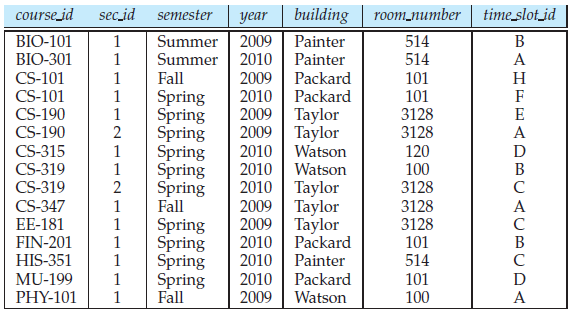 course_id sec_id semester year building room_number time_slot_id
BIO-101 1 Summer 2009 Painter 514 B
BIO-301 1 Summer 2010 Painter 514 A
CS-101 1 Fall 2009 Packard 101 H
CS-101 1 Spring 2010 Packard 101 F
CS-190 1 Spring 2009 Taylor 3128 E
CS-190 2 Spring 2009 Taylor 3128 A
CS-315 1 Spring 2010 Watson 120 D
CS-319 1 Spring 2010 Watson 100 B
CS-319 2 Spring 2010 Taylor 3128 C
CS-347 1 Fall 2009 Taylor 3128 A
EE-181 1 Spring 2009 Taylor 3128 C
FIN-201 1 Spring 2010 Packard 101 B
HIS-351 1 Spring 2010 Painter 514 C
MU-199 1 Spring 2010 Packard 101 D
PHY-101 1 Fall 2009 Watson 100 A